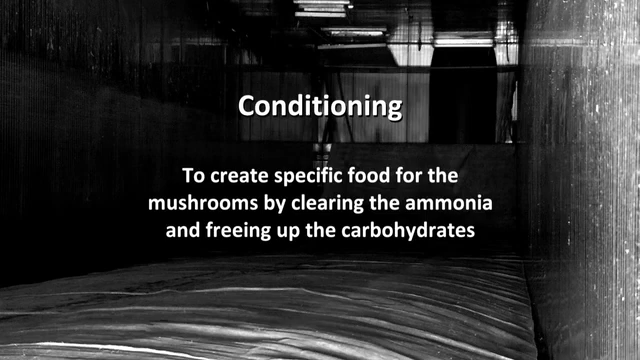 Conditioning
To create specific food for the
mushrooms by clearing the ammonia
and freeing up the carbohydrates